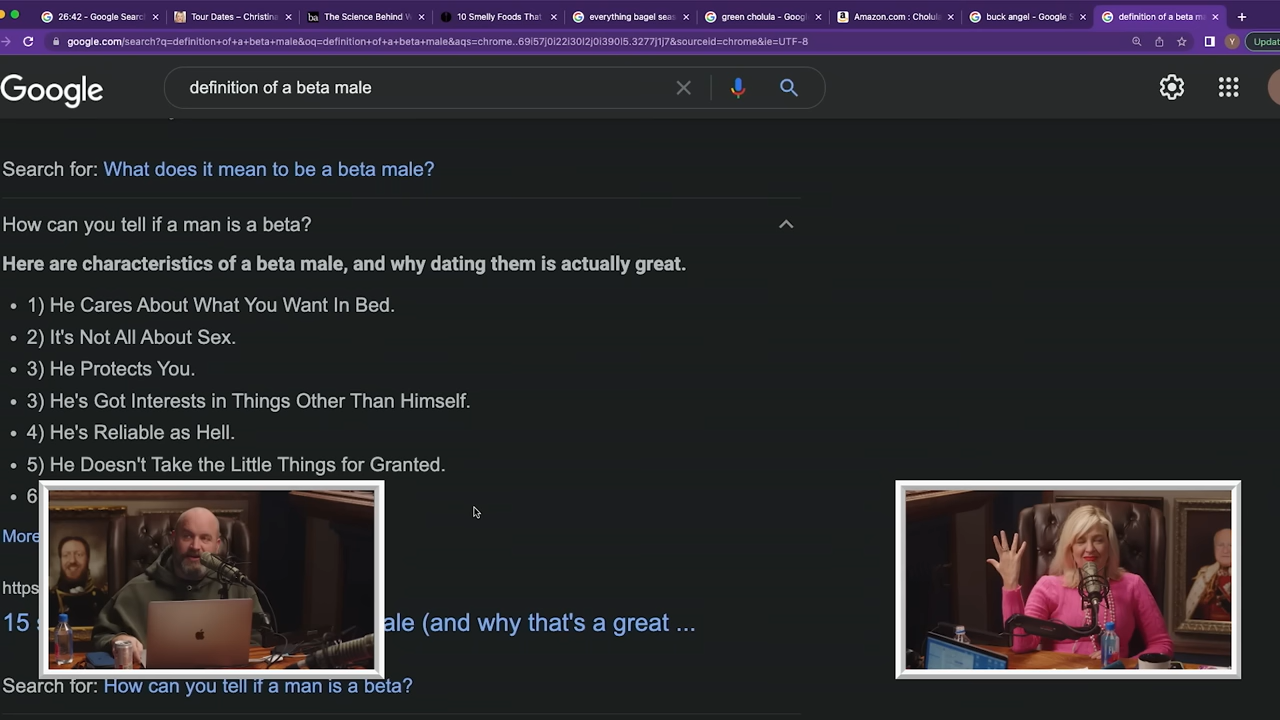 26:42 - Google Searc
Tour Dates – Christina
ba The Science Behind W
10 Smelly Foods That
everything bagel seas
green cholula - Goog
Amazon.com : Cholula
buck angel - Google S
definition of a beta m
google.com/search?q=definition+of+a+beta+male&oq=definition+of+a+beta+male&aqs=chrome..69i57j0i22i30l2j0i390l5.3277j1j7&sourceid=chrome&ie=UTF-8
Y
Updat
Google
definition of a beta male
Search for: What does it mean to be a beta male?
How can you tell if a man is a beta?
Here are characteristics of a beta male, and why dating them is actually great.
1) He Cares About What You Want In Bed.
2) It's Not All About Sex.
3) He Protects You.
3) He's Got Interests in Things Other Than Himself.
4) He's Reliable as Hell.
5) He Doesn't Take the Little Things for Granted.
6
More
https
15 s ale (and why that's a great ...
Search for: How can you tell if a man is a beta?